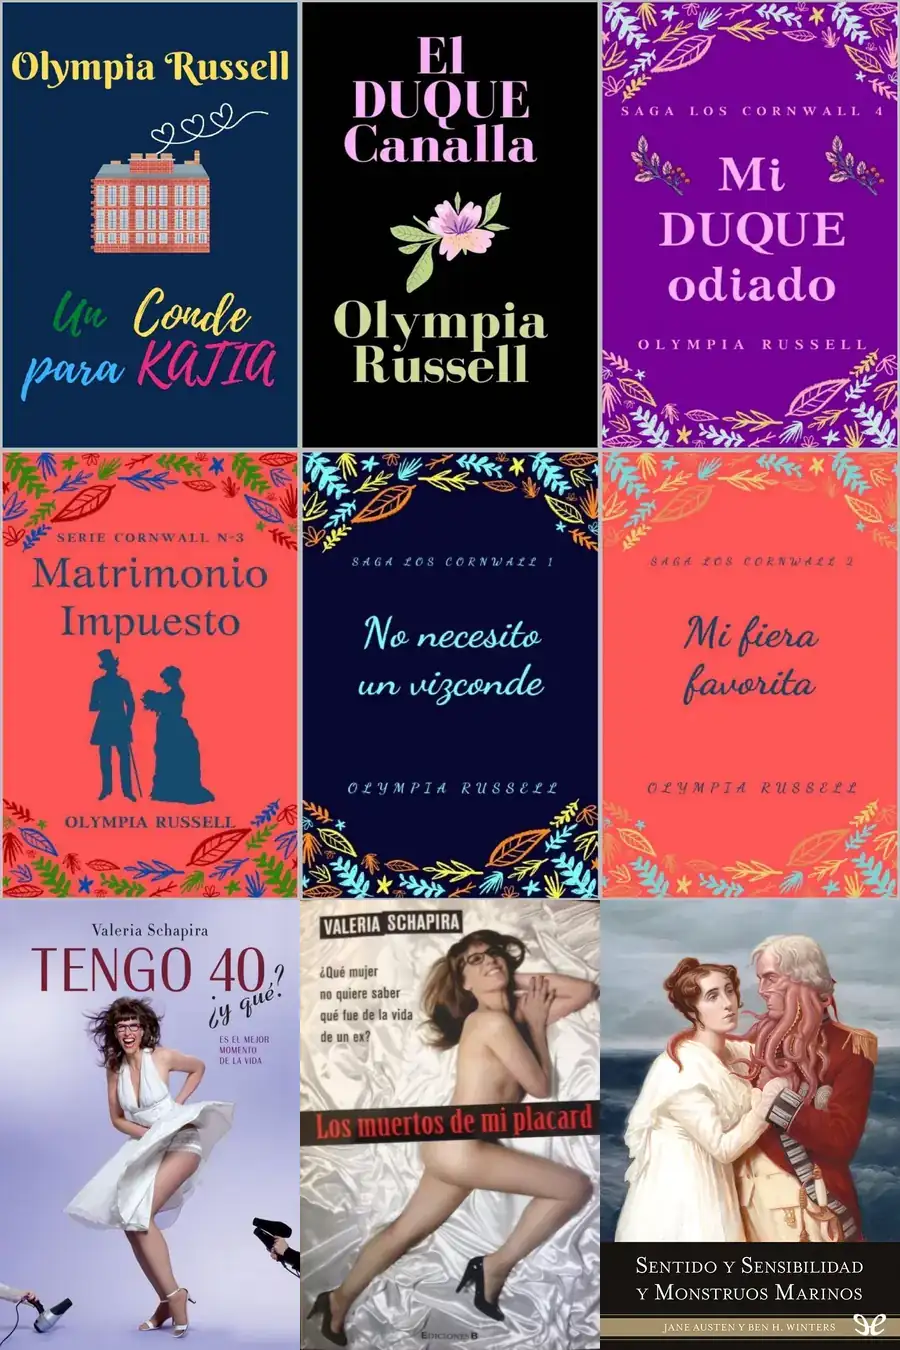 Olympia Russell
Un Conde
para KATIA
El
DUQUE
Canalla
Olympia
Russell
SAGA LOS CORNWALL 4
Mi
DUQUE
odiado
OLYMPIA RUSSELL
SERIE CORNWALL N-3
Matrimonio
Impuesto
OLYMPIA RUSSELL
SAGA LOS CORNWALL 1
No necesito
un vizconde
OLYMPIA RUSSELL
SAGA LOS CORNWALL 2
Mi fiera
favorita
OLYMPIA RUSSELL
Valeria Schapira
TENGO 40,
¿y qué?
ES EL MEJOR
MOMENTO
DE LA VIDA
VALERIA SCHAPIRA
¿Qué mujer
no quiere saber
qué fue de la vida
de un ex?
Los muertos de mi placard
EDICIONES B
SENTIDO Y SENSIBILIDAD
Y MONSTRUOS MARINOS
JANE AUSTEN Y BEN H. WINTERS